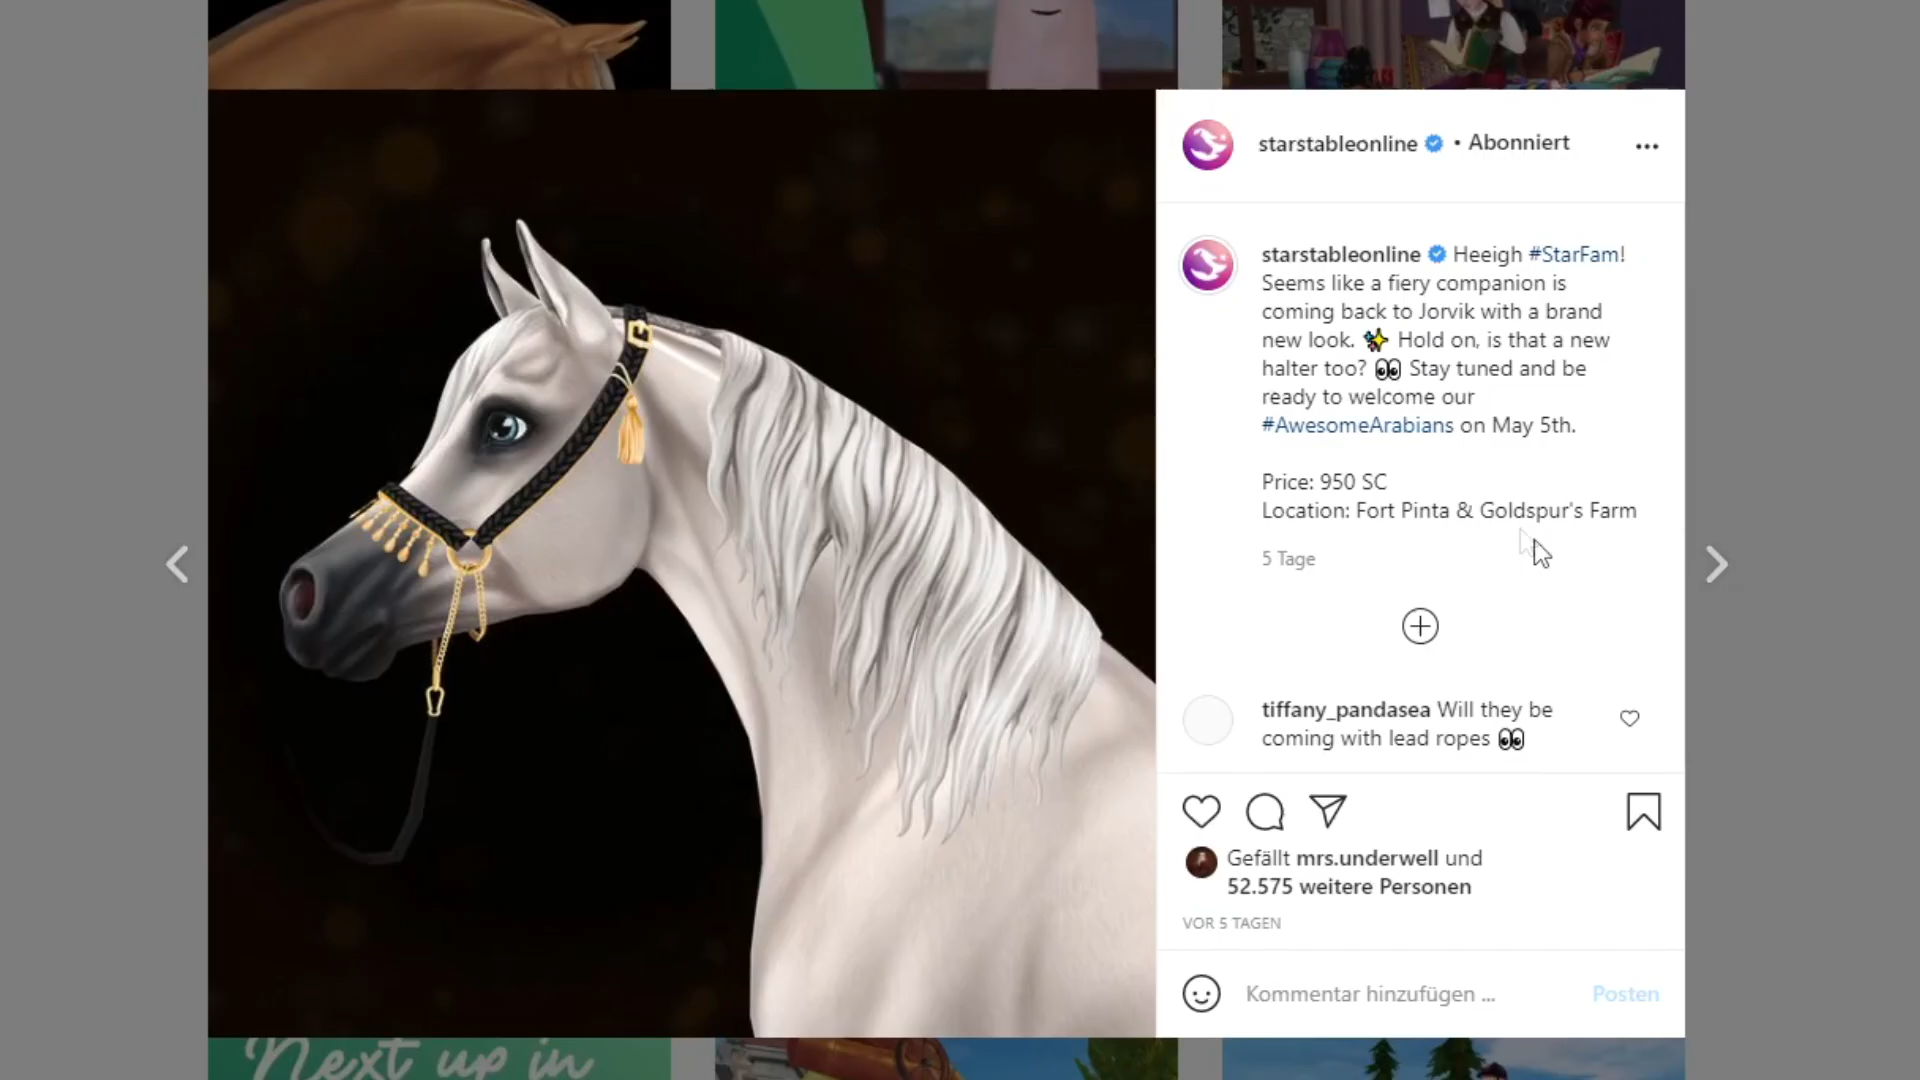 starstableonline • Abonniert
starstableonline Heeigh #StarFam!
Seems like a fiery companion is
coming back to Jorvik with a brand
new look. ✨ Hold on, is that a new
halter too? 👀 Stay tuned and be
ready to welcome our
#AwesomeArabians on May 5th.
Price: 950 SC
Location: Fort Pinta & Goldspur's Farm
5 Tage
tiffany_pandasea Will they be
coming with lead ropes 👀
Gefällt mrs.underwell und
52.575 weitere Personen
VOR 5 TAGEN
Kommentar hinzufügen ... Posten
Next up in